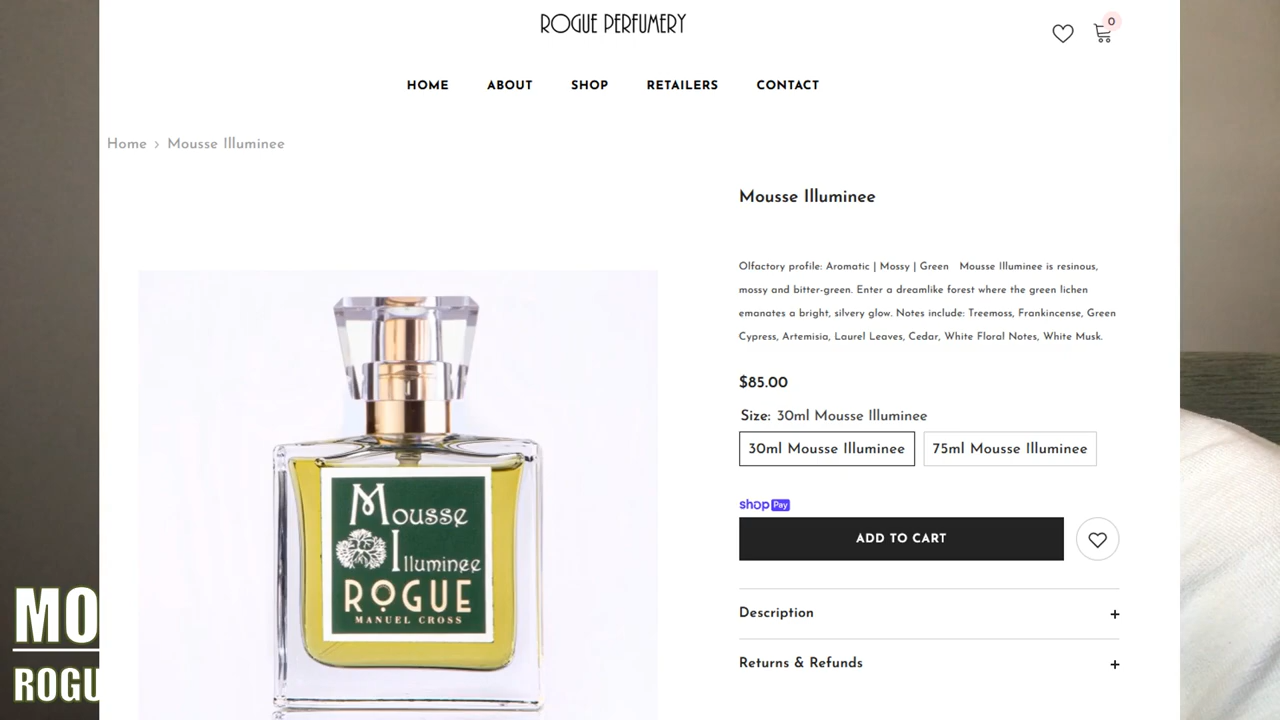 ROGUE PERFUMERY
0
HOME ABOUT SHOP RETAILERS CONTACT
Home > Mousse Illuminee
Mousse Illuminee
Olfactory profile: Aromatic | Mossy | Green Mousse Illuminee is resinous,
mossy and bitter-green. Enter a dreamlike forest where the green lichen
emanates a bright, silvery glow. Notes include: Treemoss, Frankincense, Green
Cypress, Artemisia, Laurel Leaves, Cedar, White Floral Notes, White Musk.
$85.00
Size: 30ml Mousse Illuminee
30ml Mousse Illuminee 75ml Mousse Illuminee
shop Pay
ADD TO CART
Description +
Returns & Refunds +
Mousse
Illuminee
ROGUE
MANUEL CROSS
MO
ROGU